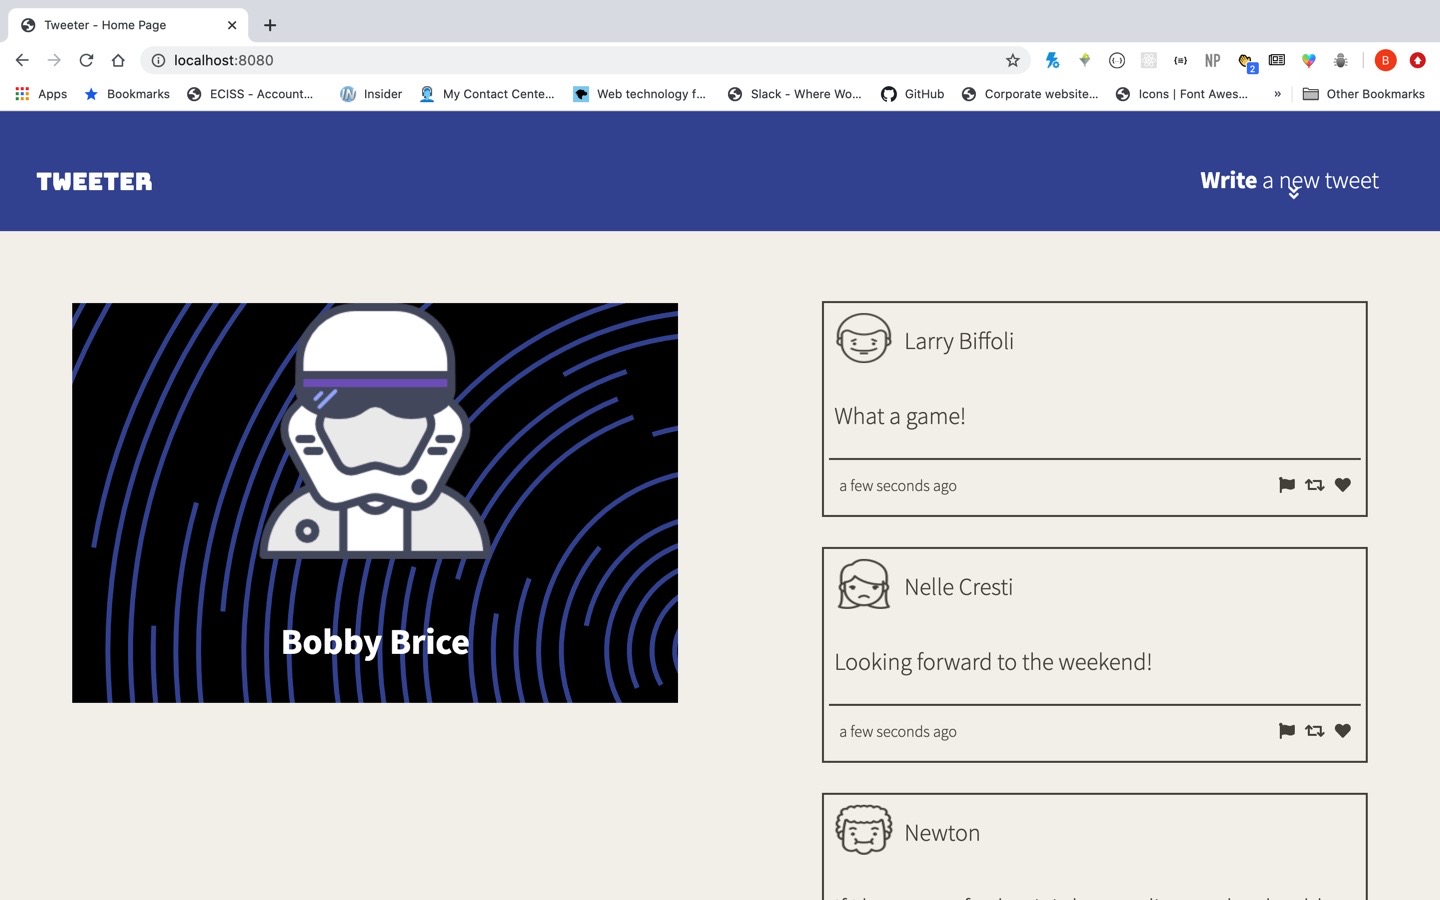 Tweeter - Home Page
localhost:8080
Apps
Bookmarks
ECISS - Account...
Insider
My Contact Cente...
Web technology f...
Slack - Where Wo...
GitHub
Corporate website...
Icons | Font Awes...
»
Other Bookmarks
NP
2
B
TWEETER
Write a new tweet
Bobby Brice
Larry Biffoli
What a game!
a few seconds ago
Nelle Cresti
Looking forward to the weekend!
a few seconds ago
Newton